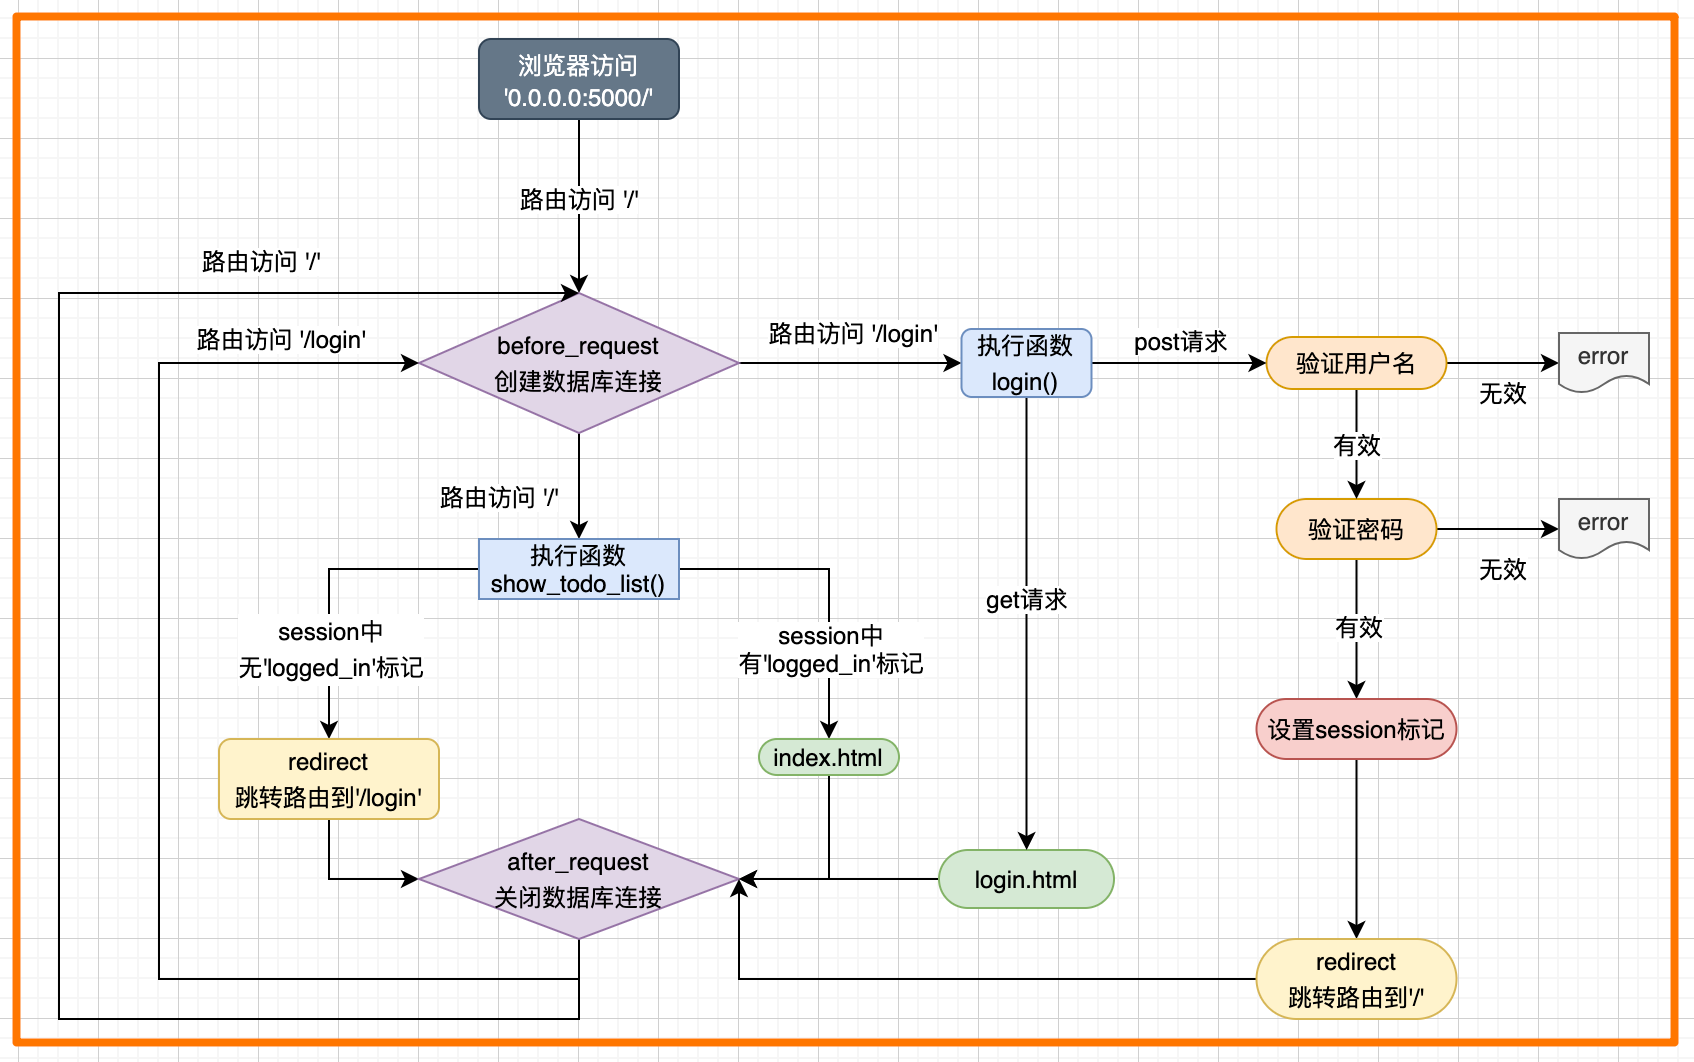 浏览器访问
'0.0.0.0:5000/'
路由访问 '/'
路由访问 '/'
路由访问 '/login'
before_request
创建数据库连接
路由访问 '/login'
执行函数
login()
post请求
验证用户名
error
无效
有效
路由访问 '/'
验证密码
error
无效
执行函数
show_todo_list()
get请求
有效
session中
无'logged_in'标记
session中
有'logged_in'标记
设置session标记
redirect
跳转路由到'/login'
index.html
after_request
关闭数据库连接
login.html
redirect
跳转路由到'/'